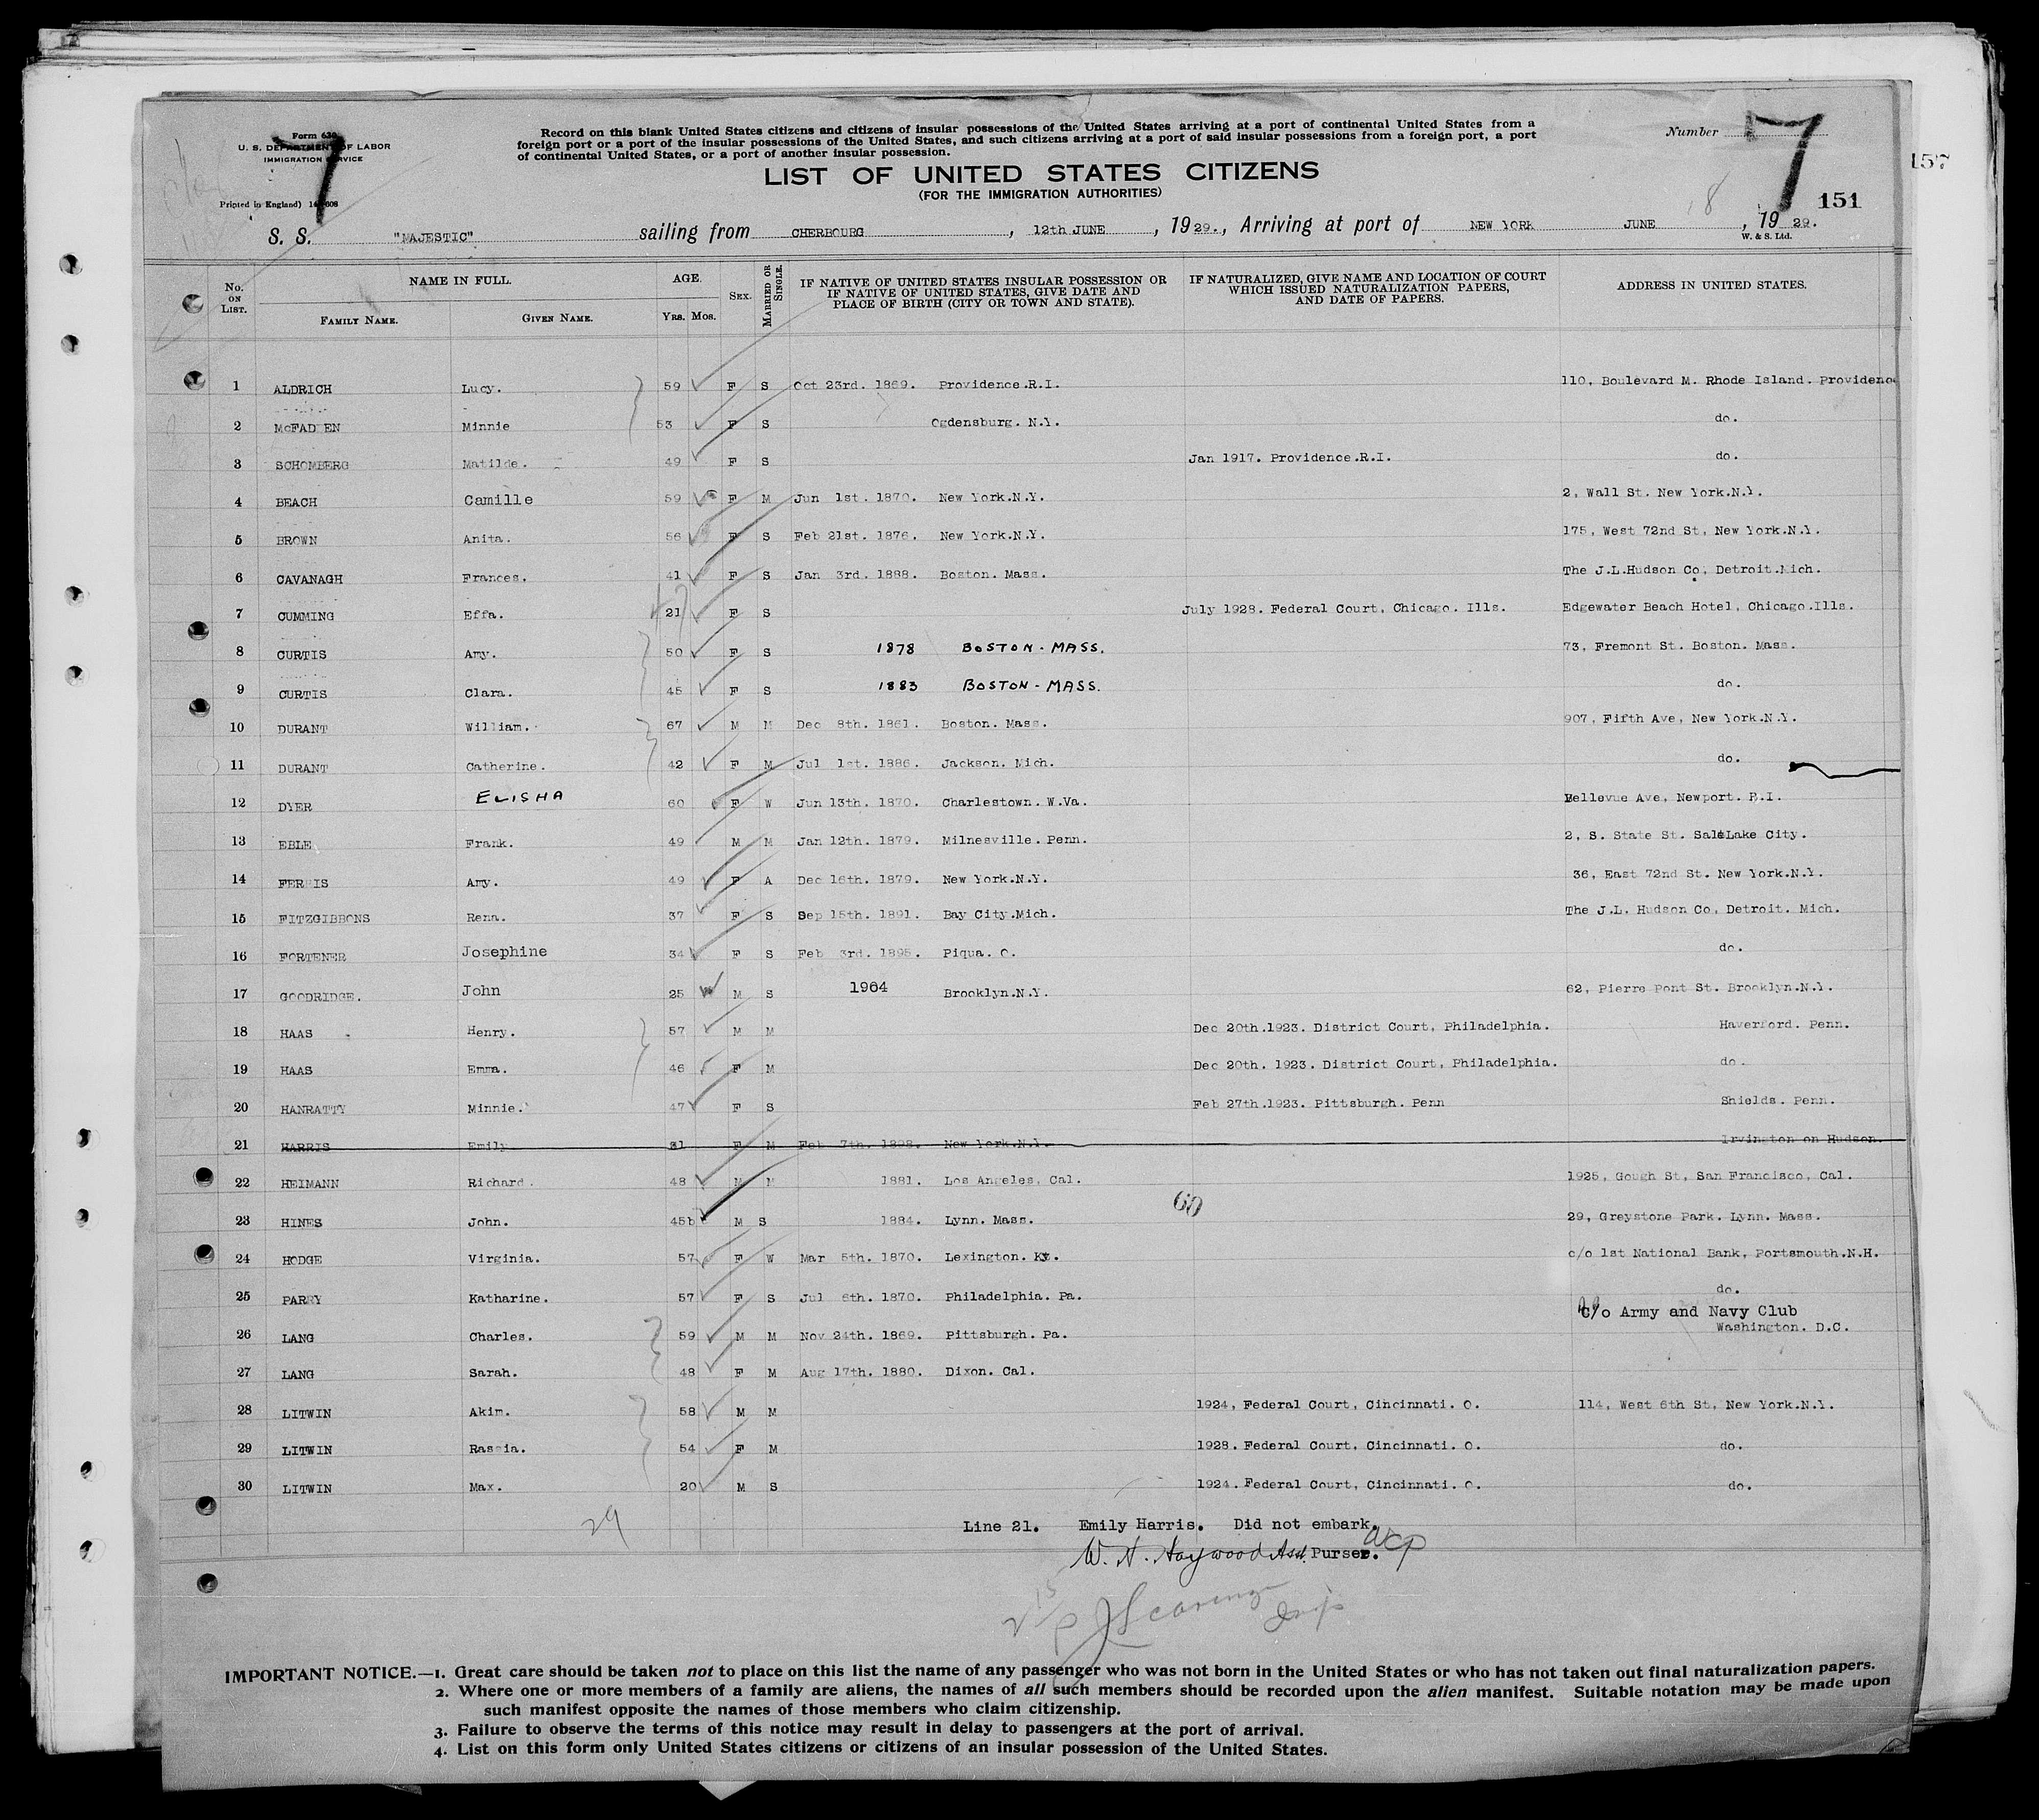 Form 630
U. S. DEPARTMENT OF LABOR
IMMIGRATION SERVICE
Printed in England)
7
Record on this blank United States citizens and citizens of insular possessions of the United States arriving at a port of continental United States from a
foreign port or a port of the insular possessions of the United States, and such citizens arriving at a port of said insular possessions from a foreign port, a port
of continental United States, or a port of another insular possession.
LIST OF UNITED STATES CITIZENS
(FOR THE IMMIGRATION AUTHORITIES)
Number 7
157
151
S. S. "MAJESTIC" sailing from CHERBOURG , 12th JUNE , 1929., Arriving at port of NEW YORK JUNE 18 , 1929.
W. & S. Ltd.
No. ON LIST. NAME IN FULL. FAMILY NAME. GIVEN NAME. AGE. YRS. MOS. SEX. MARRIED OR SINGLE. IF NATIVE OF UNITED STATES INSULAR POSSESSION OR IF NATIVE OF UNITED STATES, GIVE DATE AND PLACE OF BIRTH (CITY OR TOWN AND STATE). IF NATURALIZED, GIVE NAME AND LOCATION OF COURT WHICH ISSUED NATURALIZATION PAPERS, AND DATE OF PAPERS. ADDRESS IN UNITED STATES.
1 ALDRICH Lucy. 59 F S Oct 23rd. 1869. Providence.R.I. 110, Boulevard M. Rhode Island. Providenc
2 McFADDEN Minnie 53 F S Ogdensburg. N.Y. do.
3 SCHOMBERG Matilde. 49 F S Jan 1917. Providence.R.I. do.
4 BEACH Camille 59 F M Jun 1st. 1870. New York.N.Y. 2, Wall St. New York.N.Y.
5 BROWN Anita. 56 F S Feb 21st. 1876. New York.N.Y. 175, West 72nd St, New York.N.Y.
6 CAVANAGH Frances. 41 F S Jan 3rd. 1888. Boston. Mass. The J.L.Hudson Co, Detroit.Mich.
7 CUMMING Effa. 21 F S July 1928. Federal Court, Chicago. Ills. Edgewater Beach Hotel, Chicago.Ills.
8 CURTIS Amy. 50 F S 1878 BOSTON - MASS. 73, Fremont St. Boston. Mass.
9 CURTIS Clara. 45 F S 1883 BOSTON - MASS. do.
10 DURANT William. 67 M M Dec 8th. 1861. Boston. Mass. 907, Fifth Ave, New York.N.Y.
11 DURANT Catherine. 42 F M Jul 1st. 1886. Jackson. Mich. do.
12 DYER ELISHA 60 F W Jun 13th. 1870. Charlestown. W.Va. Bellevue Ave, Newport. R.I.
13 EBLE Frank. 49 M M Jan 12th. 1879. Milnesville. Penn. 2, S. State St. Salt Lake City.
14 FERRIS Amy. 49 F A Dec 16th. 1879. New York.N.Y. 36, East 72nd St. New York.N.Y.
15 FITZGIBBONS Rena. 37 F S Sep 15th. 1891. Bay City.Mich. The J.L. Hudson Co, Detroit. Mich.
16 FORTENER Josephine 34 F S Feb 3rd. 1895. Piqua. O. do.
17 GOODRIDGE. John 25 M S 1904 Brooklyn.N.Y. 62, Pierre Pont St. Brooklyn.N.Y.
18 HAAS Henry. 57 M M Dec 20th.1923. District Court, Philadelphia. Haverford. Penn.
19 HAAS Emma. 46 F M Dec 20th. 1923. District Court, Philadelphia. do.
20 HANRATTY Minnie. 47 F S Feb 27th.1923. Pittsburgh. Penn Shields. Penn.
21 HARRIS Emily 31 F M Feb 7th. 1898. New York.N.Y. Irvington on Hudson.
22 HEIMANN Richard. 48 M M 1881. Los Angeles, Cal. 1925, Gough St, San Francisco, Cal.
60
23 HINES John. 45 M S 1884. Lynn. Mass. 29, Greystone Park. Lynn. Mass.
24 HODGE Virginia. 57 F W Mar 5th. 1870. Lexington. Ky. c/o 1st National Bank, Portsmouth.N.H.
25 PARRY Katharine. 57 F S Jul 6th. 1870. Philadelphia. Pa. do.
c/o Army and Navy Club
26 LANG Charles. 59 M M Nov 24th. 1869. Pittsburgh. Pa. Washington. D.C.
27 LANG Sarah. 48 F M Aug 17th. 1880. Dixon. Cal.
28 LITWIN Akim. 58 M M 1924, Federal Court, Cincinnati. O. 114, West 6th St, New York.N.Y.
29 LITWIN Rassia. 54 F M 1928. Federal Court, Cincinnati. O. do.
30 LITWIN Max. 20 M S 1924. Federal Court, Cincinnati. O. do.
29
Line 21. Emily Harris. Did not embark.
W. H. Haywood Asst. Purser.
IMPORTANT NOTICE.—1. Great care should be taken not to place on this list the name of any passenger who was not born in the United States or who has not taken out final naturalization papers.
2. Where one or more members of a family are aliens, the names of all such members should be recorded upon the alien manifest. Suitable notation may be made upon
such manifest opposite the names of those members who claim citizenship.
3. Failure to observe the terms of this notice may result in delay to passengers at the port of arrival.
4. List on this form only United States citizens or citizens of an insular possession of the United States.